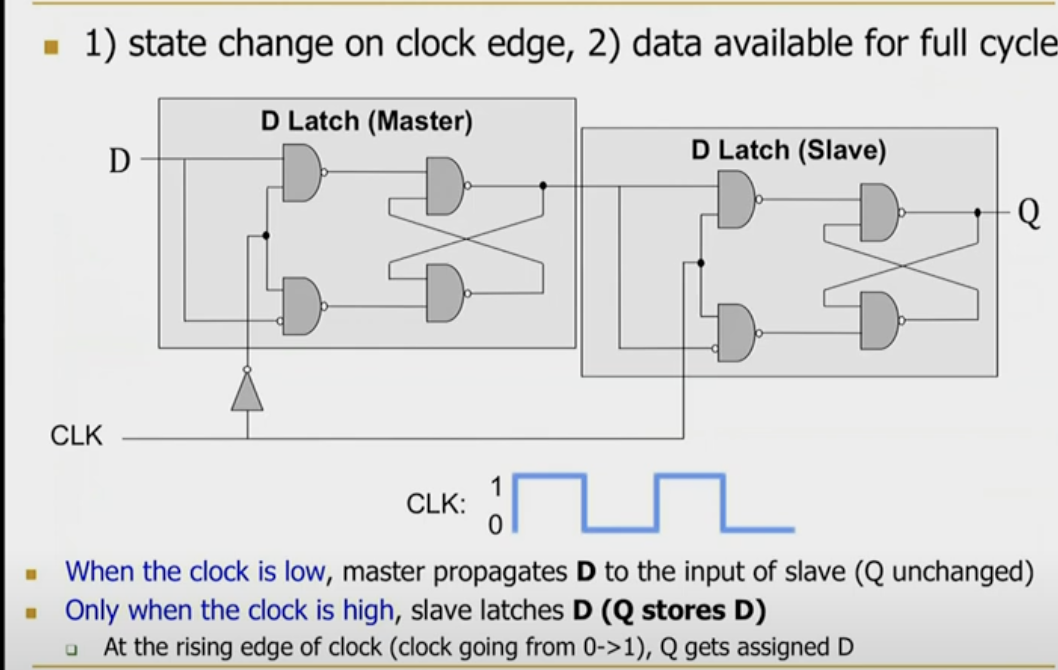 1) state change on clock edge, 2) data available for full cycle
D Latch (Master)
D Latch (Slave)
D
Q
CLK
CLK:
1
0
When the clock is low, master propagates D to the input of slave (Q unchanged)
Only when the clock is high, slave latches D (Q stores D)
At the rising edge of clock (clock going from 0->1), Q gets assigned D